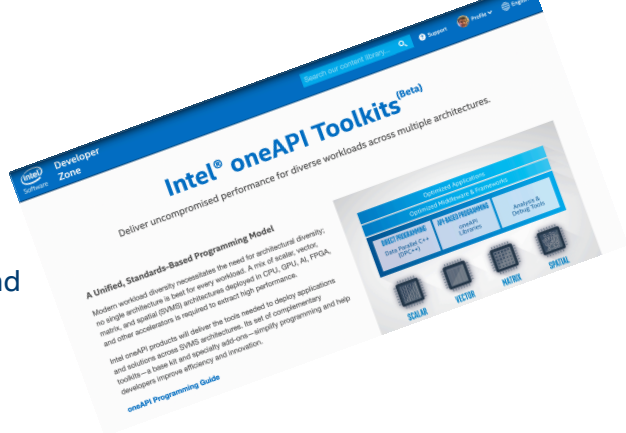 intel
Software
Developer
Zone
Search our content library...
Support
Profile
English
Intel® oneAPI Toolkits (Beta)
Deliver uncompromised performance for diverse workloads across multiple architectures.
A Unified, Standards-Based Programming Model
Modern workload diversity necessitates the need for architectural diversity;
no single architecture is best for every workload. A mix of scalar, vector,
matrix, and spatial (SVMS) architectures deployed in CPU, GPU, AI, FPGA,
and other accelerators is required to extract high performance.
Intel oneAPI products will deliver the tools needed to deploy applications
and solutions across SVMS architectures. Its set of complementary
toolkits—a base kit and specialty add-ons—simplify programming and help
developers improve efficiency and innovation.
oneAPI Programming Guide
Optimized Applications
Optimized Middleware & Frameworks
DIRECT PROGRAMMING
Data Parallel C++
(DPC++)
API-BASED PROGRAMMING
oneAPI
Libraries
Analysis &
Debug Tools
SCALAR
VECTOR
MATRIX
SPATIAL